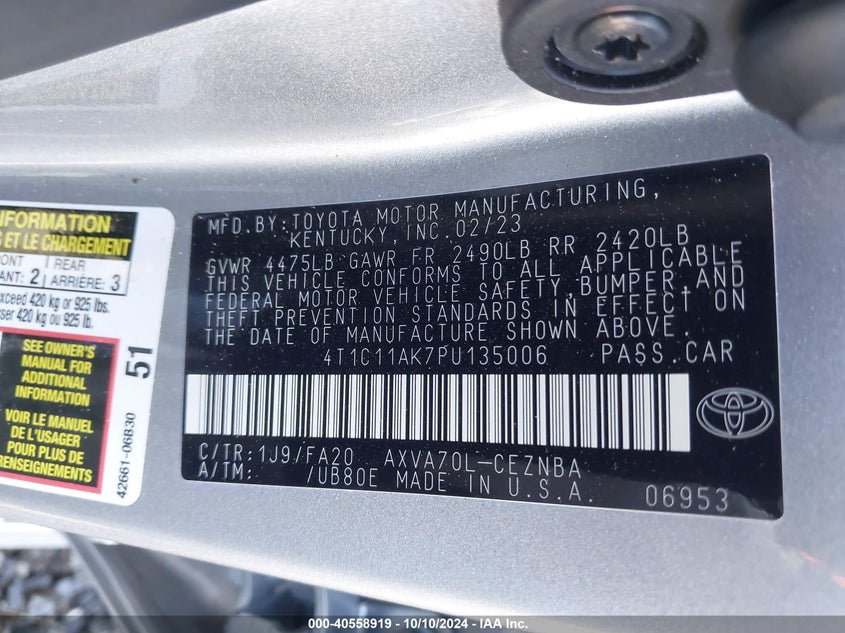 MFD.BY:TOYOTA MOTOR MANUFACTURING,
KENTUCKY, INC. 02/23
GVWR 4475LB GAWR FR 2490LB RR 2420LB
THIS VEHICLE CONFORMS TO ALL APPLICABLE
FEDERAL MOTOR VEHICLE SAFETY,BUMPER,AND
THEFT PREVENTION STANDARDS IN EFFECT ON
THE DATE OF MANUFACTURE SHOWN ABOVE.
4T1C11AK7PU135006 PASS.CAR
C/TR:1J9/FA20 AXVA70L-CEZNBA
A/TM: /UB80E MADE IN U.S.A. 06953
NFORMATION
S ET LE CHARGEMENT
RONT REAR
ANT: 2 ARRIÈRE: 3
exceed 420 kg or 925 lbs.
ser 420 kg ou 925 lb.
SEE OWNER'S
MANUAL FOR
ADDITIONAL
INFORMATION
VOIR LE MANUEL
DE L'USAGER
POUR PLUS DE
RENSEIGNEMENTS
51
42661-06B30
000-40558919 - 10/10/2024 - IAA Inc.